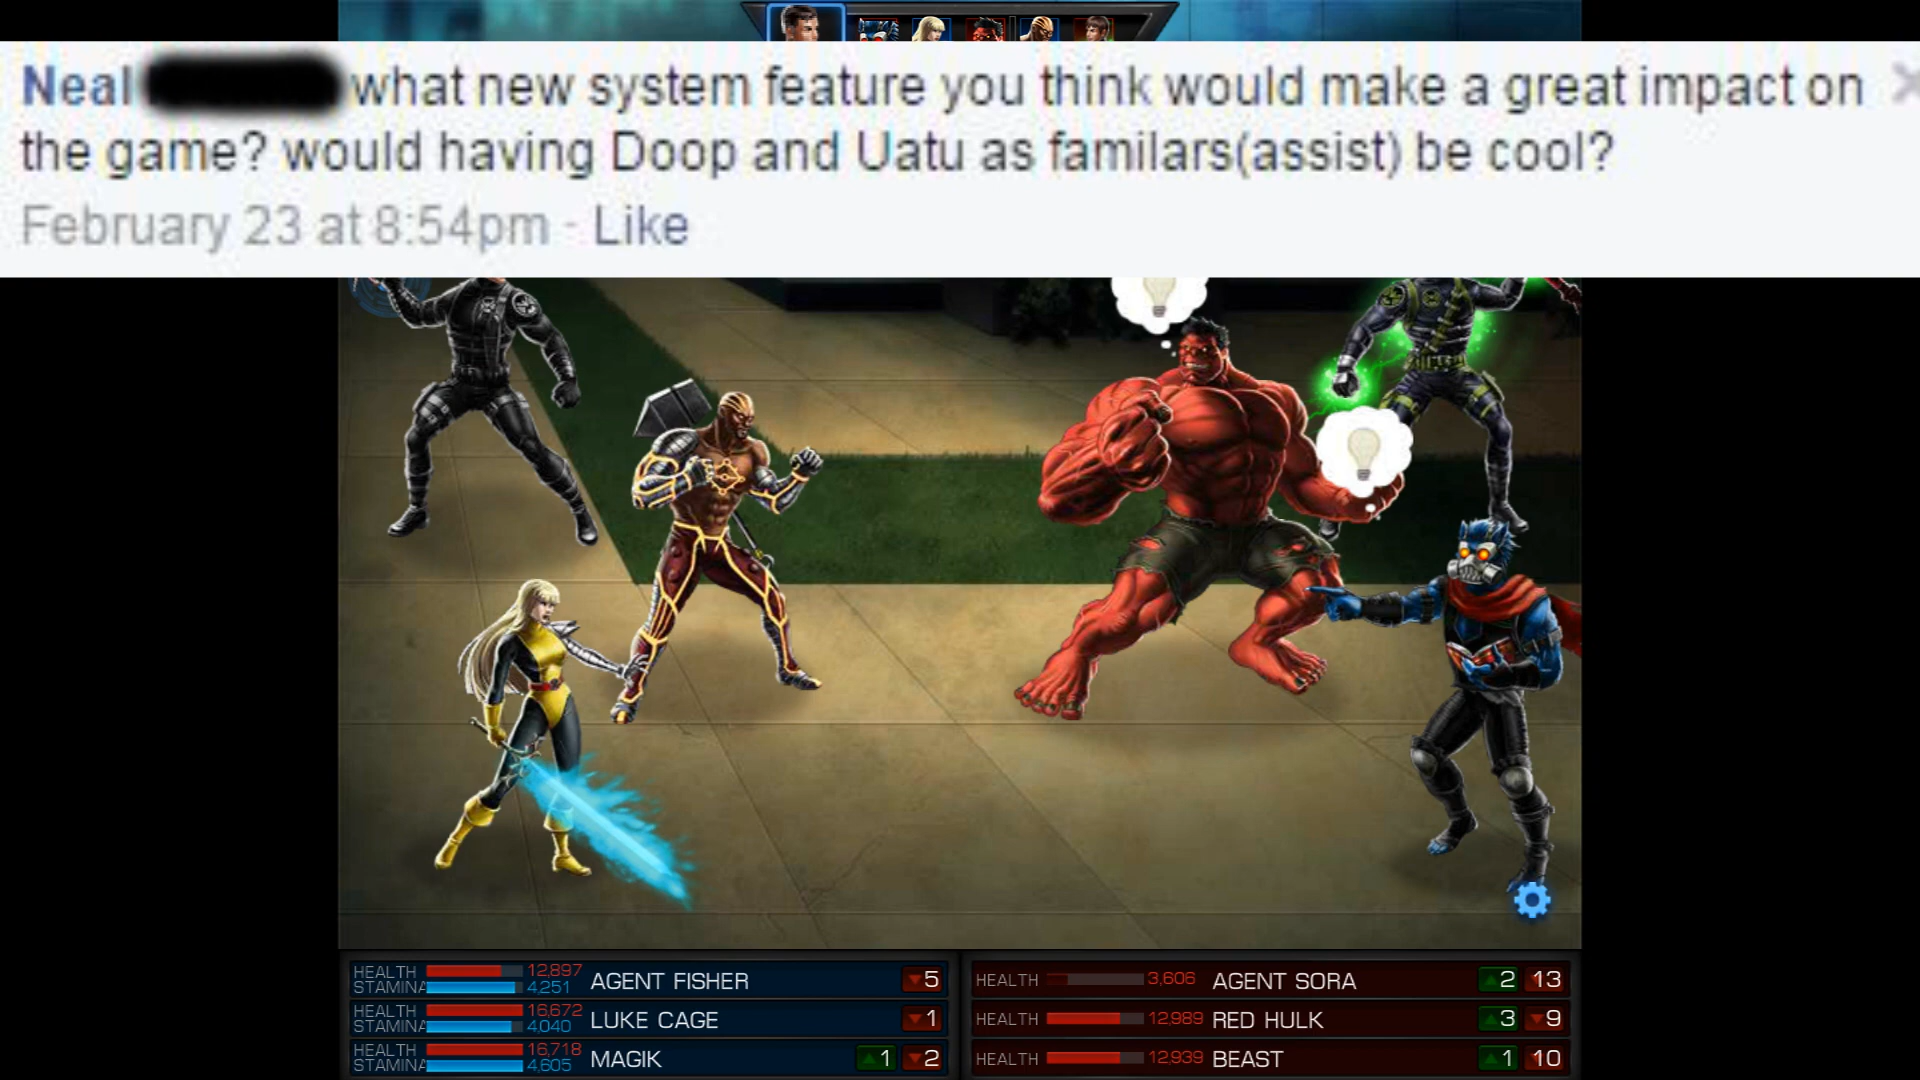 Neal what new system feature you think would make a great impact on
the game? would having Doop and Uatu as familars(assist) be cool?
February 23 at 8:54pm · Like
HEALTH 12,897 AGENT FISHER 5
STAMINA 4,251
HEALTH 16,672 LUKE CAGE 1
STAMINA 4,040
HEALTH 16,718 MAGIK 1 2
STAMINA 4,605
HEALTH 3,606 AGENT SORA 2 13
HEALTH 12,989 RED HULK 3 9
HEALTH 12,939 BEAST 1 10